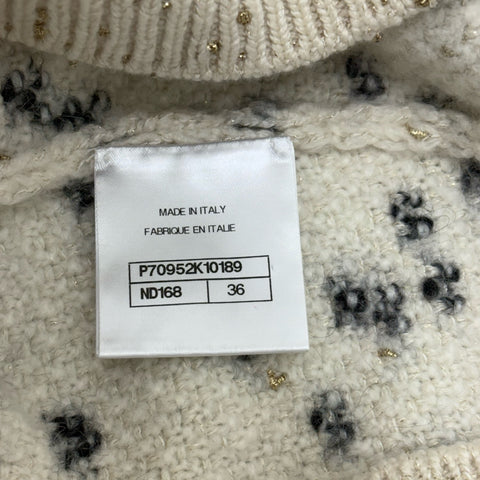 MADE IN ITALY
FABRIQUE EN ITALIE
P70952K10189
ND168 36